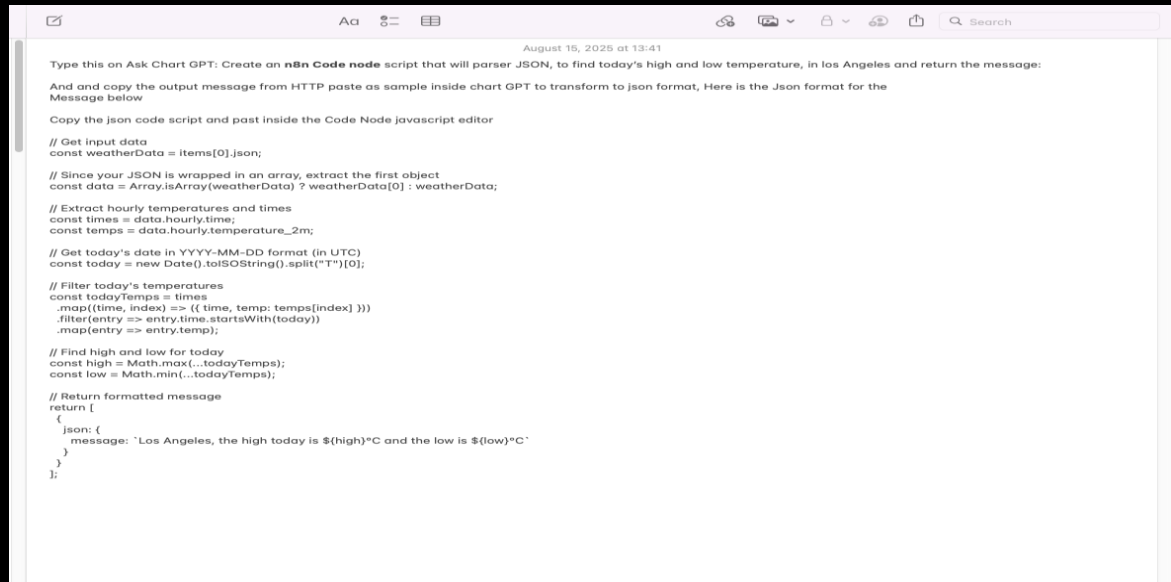 Aa
Search
August 15, 2025 at 13:41
Type this on Ask Chart GPT: Create an n8n Code node script that will parser JSON, to find today's high and low temperature, in los Angeles and return the message:
And and copy the output message from HTTP paste as sample inside chart GPT to transform to json format, Here is the Json format for the
Message below
Copy the json code script and past inside the Code Node javascript editor
// Get input data
const weatherData = items[0].json;
// Since your JSON is wrapped in an array, extract the first object
const data = Array.isArray(weatherData) ? weatherData[0] : weatherData;
// Extract hourly temperatures and times
const times = data.hourly.time;
const temps = data.hourly.temperature_2m;
// Get today's date in YYYY-MM-DD format (in UTC)
const today = new Date().toISOString().split("T")[0];
// Filter today's temperatures
const todayTemps = times
  .map((time, index) => ({ time, temp: temps[index] }))
  .filter(entry => entry.time.startsWith(today))
  .map(entry => entry.temp);
// Find high and low for today
const high = Math.max(...todayTemps);
const low = Math.min(...todayTemps);
// Return formatted message
return [
  {
    json: {
      message: `Los Angeles, the high today is ${high}°C and the low is ${low}°C`
    }
  }
];